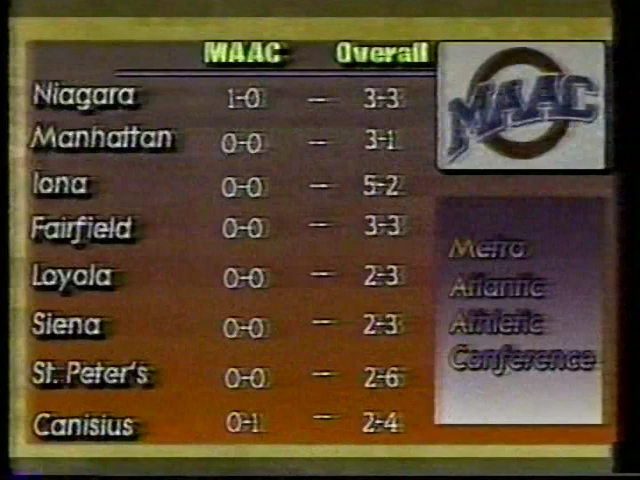 MAAC Overall
Niagara 1-0 — 3-3
Manhattan 0-0 — 3-1
Iona 0-0 — 5-2
Fairfield 0-0 — 3-3
Loyola 0-0 — 2-3
Siena 0-0 — 2-3
St. Peter's 0-0 — 2-6
Canisius 0-1 — 2-4
MAAC
Metro
Atlantic
Athletic
Conference